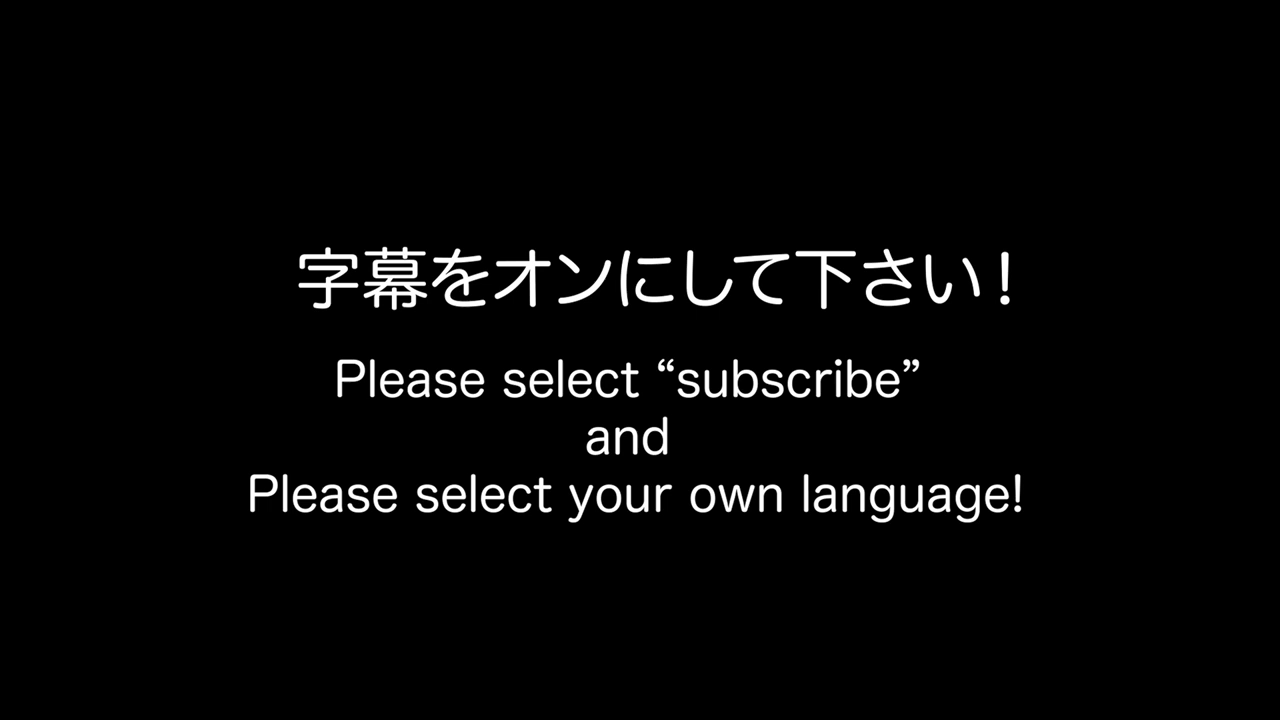 字幕をオンにして下さい！
Please select “subscribe”
and
Please select your own language!